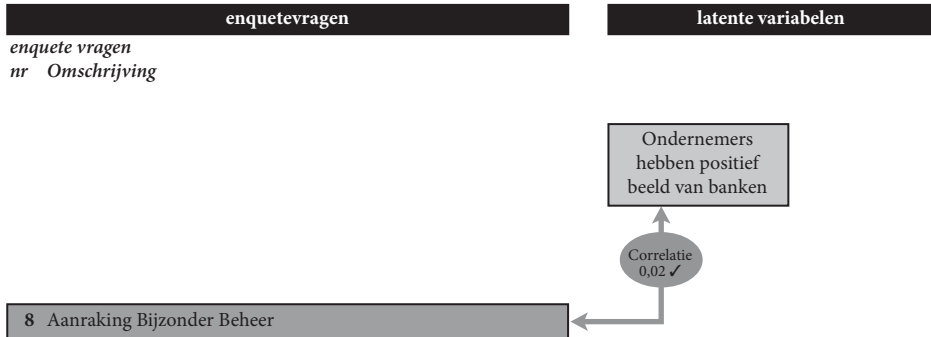 enquetevragen
latente variabelen
enquete vragen
nr Omschrijving
Ondernemers
hebben positief
beeld van banken
Correlatie
0,02 ✓
8 Aanraking Bijzonder Beheer